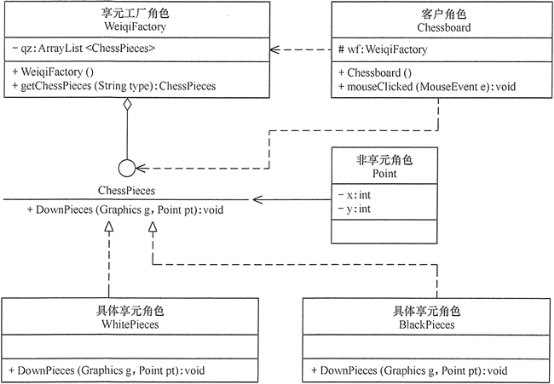 享元工厂角色
WeiqiFactory
- qz:ArrayList <ChessPieces>
+ WeiqiFactory ()
+ getChessPieces (String type):ChessPieces
客户角色
Chessboard
# wf:WeiqiFactory
+ Chessboard ()
+ mouseClicked (MouseEvent e):void
ChessPieces
+ DownPieces (Graphics g, Point pt):void
非享元角色
Point
- x:int
- y:int
具体享元角色
WhitePieces
+ DownPieces (Graphics g, Point pt):void
具体享元角色
BlackPieces
+ DownPieces (Graphics g, Point pt):void